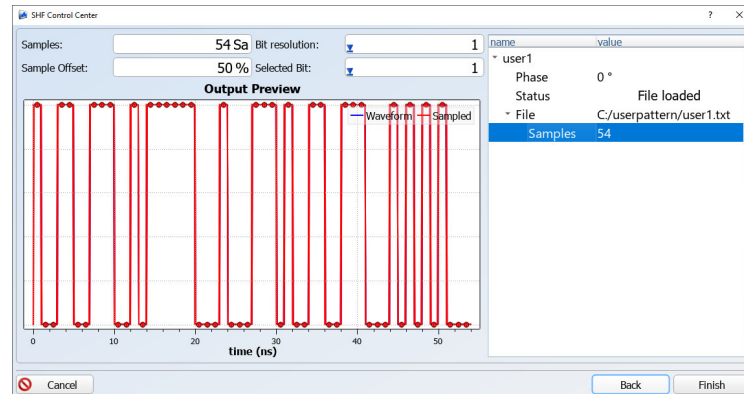 SHF Control Center
? ×
Samples: 54 Sa Bit resolution: 1
Sample Offset: 50 % Selected Bit: 1
Output Preview
Waveform Sampled
0 10 20 30 40 50
time (ns)
name value
user1
Phase 0 °
Status File loaded
File C:/userpattern/user1.txt
Samples 54
Cancel Back Finish